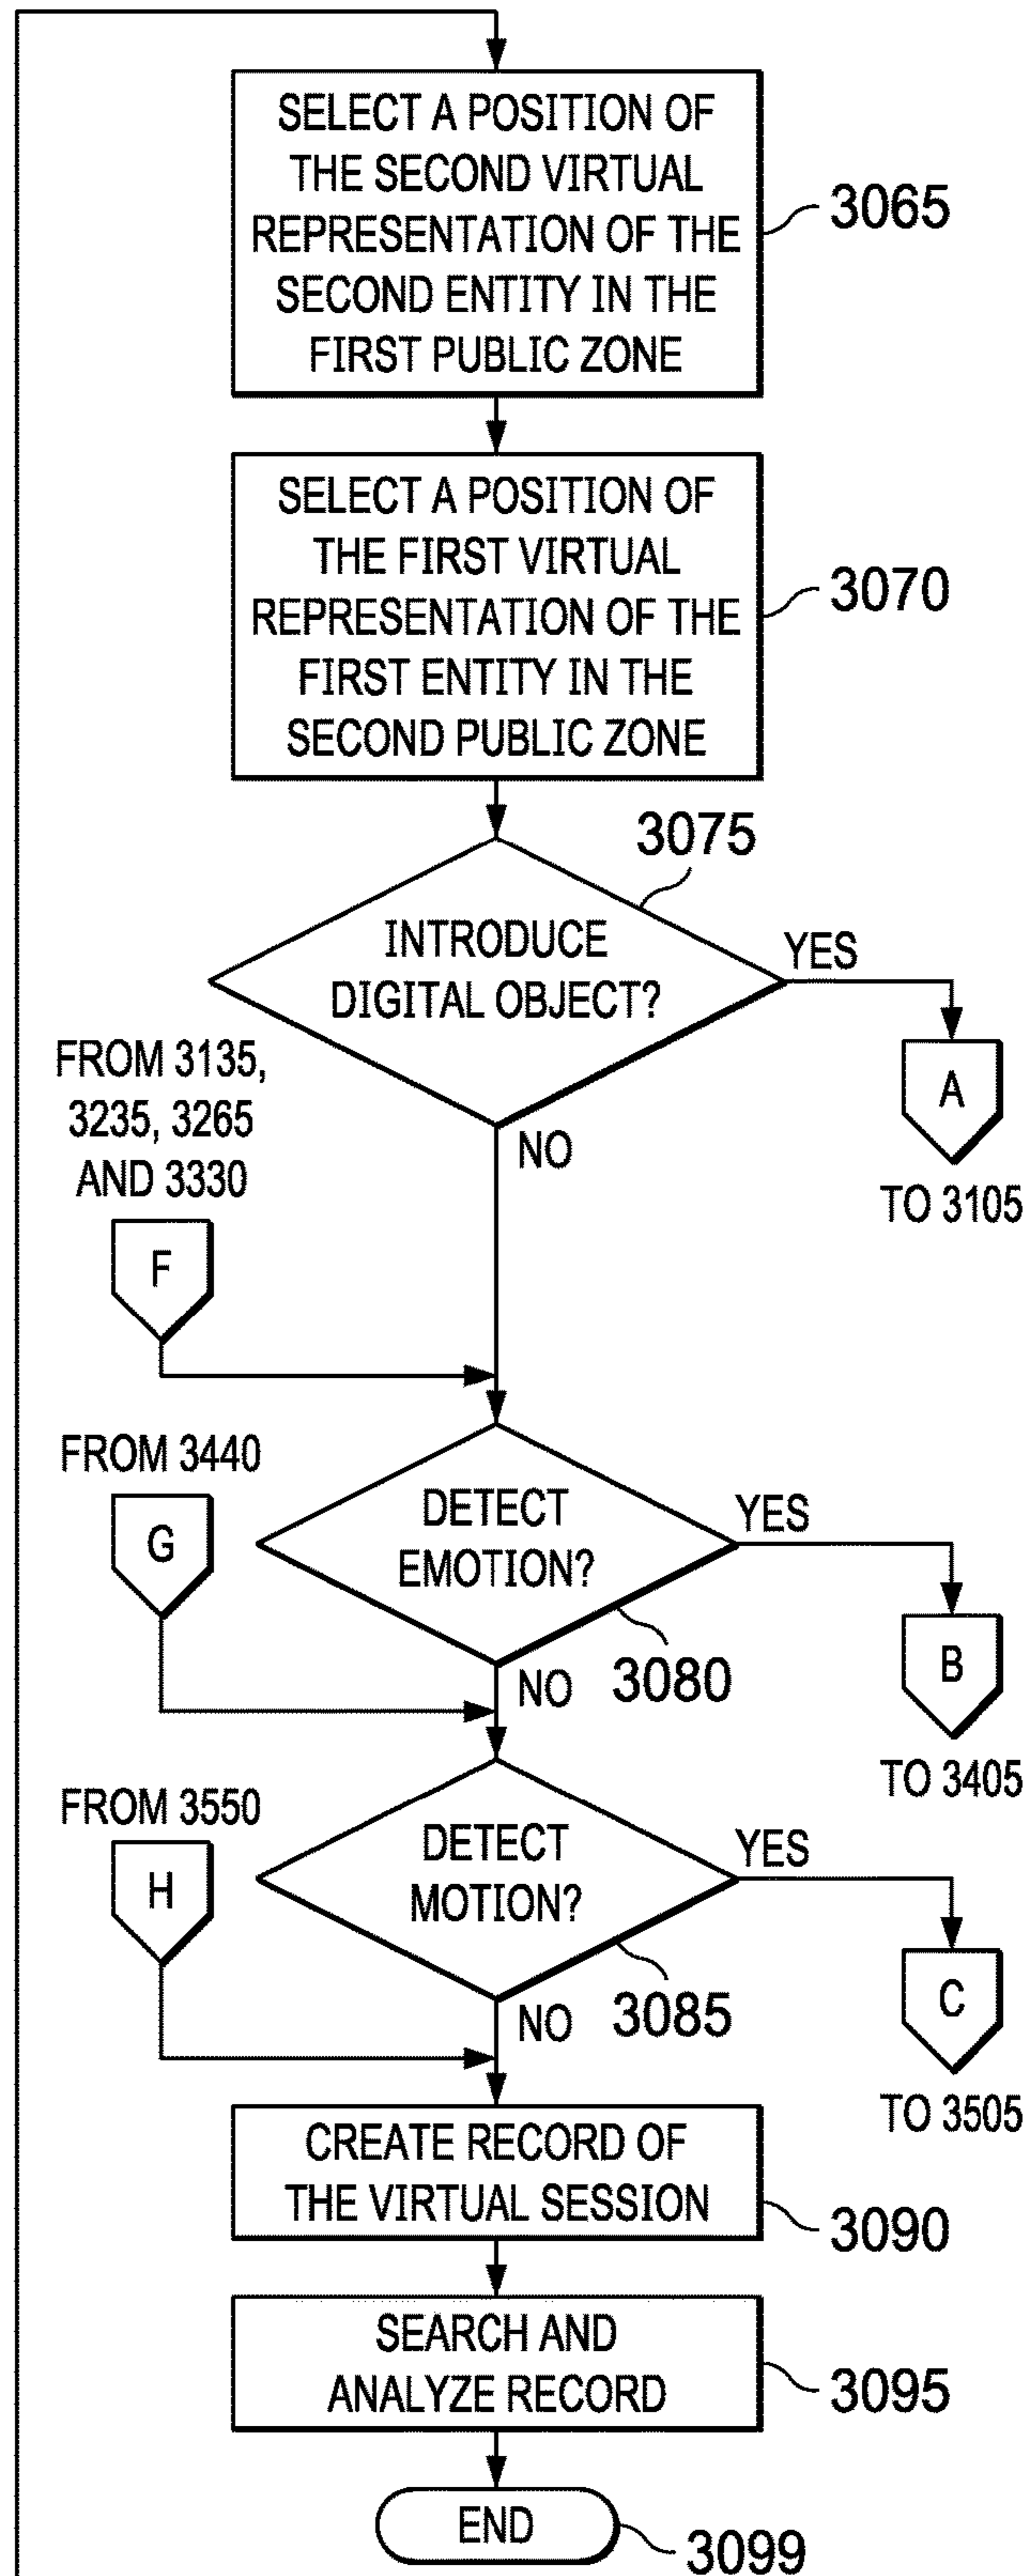 SELECT A POSITION OF
THE SECOND VIRTUAL
REPRESENTATION OF THE
SECOND ENTITY IN THE
FIRST PUBLIC ZONE
3065
SELECT A POSITION OF
THE FIRST VIRTUAL
REPRESENTATION OF THE
FIRST ENTITY IN THE
SECOND PUBLIC ZONE
3070
3075
INTRODUCE
DIGITAL OBJECT?
YES
A
TO 3105
NO
FROM 3135,
3235, 3265
AND 3330
F
FROM 3440
G
DETECT
EMOTION?
YES
B
TO 3405
3080
NO
FROM 3550
H
DETECT
MOTION?
YES
C
TO 3505
3085
NO
CREATE RECORD OF
THE VIRTUAL SESSION
3090
SEARCH AND
ANALYZE RECORD
3095
END
3099